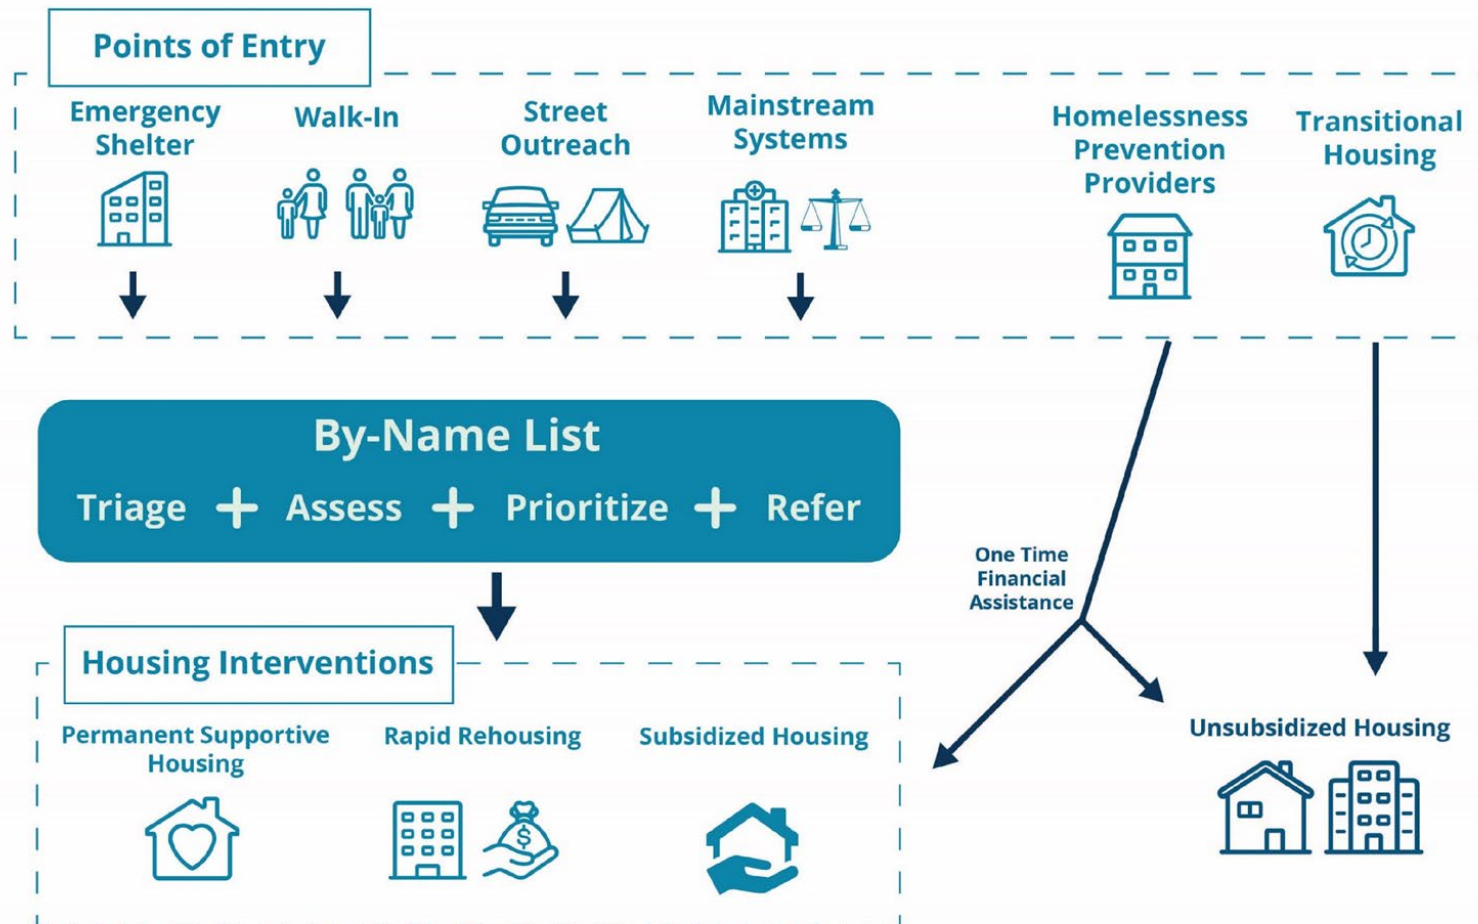 Points of Entry
Emergency
Shelter
Walk-In
Street
Outreach
Mainstream
Systems
Homelessness
Prevention
Providers
Transitional
Housing
By-Name List
Triage + Assess + Prioritize + Refer
One Time
Financial
Assistance
Housing Interventions
Permanent Supportive
Housing
Rapid Rehousing
$
Subsidized Housing
Unsubsidized Housing